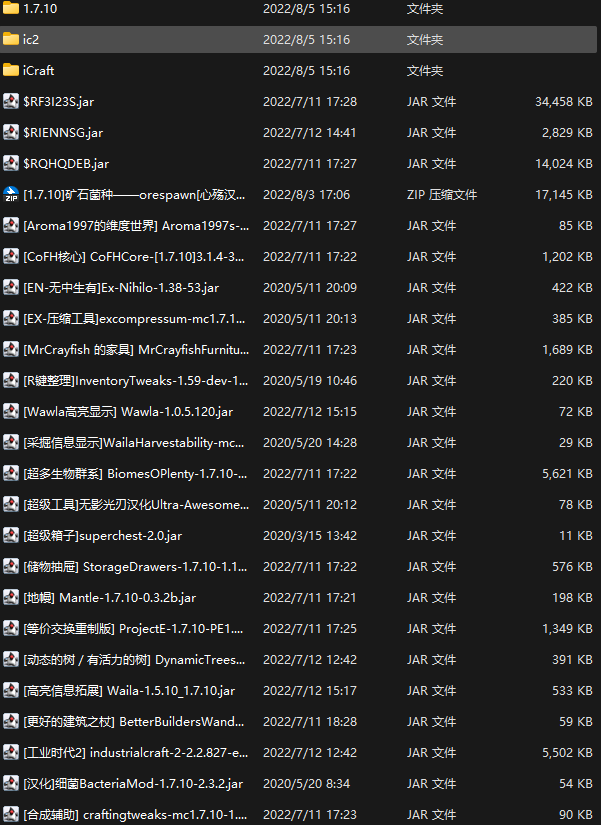 1.7.10 2022/8/5 15:16 文件夹
ic2 2022/8/5 15:16 文件夹
iCraft 2022/8/5 15:16 文件夹
$RF3I23S.jar 2022/7/11 17:28 JAR 文件 34,458 KB
$RIENNSG.jar 2022/7/12 14:41 JAR 文件 2,829 KB
$RQHQDEB.jar 2022/7/11 17:27 JAR 文件 14,024 KB
[1.7.10]矿石菌种——orespawn[心殇汉... 2022/8/3 17:06 ZIP 压缩文件 17,145 KB
[Aroma1997的维度世界] Aroma1997s-... 2022/7/11 17:27 JAR 文件 85 KB
[CoFH核心] CoFHCore-[1.7.10]3.1.4-3... 2022/7/11 17:22 JAR 文件 1,202 KB
[EN-无中生有]Ex-Nihilo-1.38-53.jar 2020/5/11 20:09 JAR 文件 422 KB
[EX-压缩工具]excompressum-mc1.7.1... 2020/5/11 20:13 JAR 文件 385 KB
[MrCrayfish 的家具] MrCrayfishFurnitu... 2022/7/11 17:23 JAR 文件 1,689 KB
[R键整理]InventoryTweaks-1.59-dev-1... 2020/5/19 10:46 JAR 文件 220 KB
[Wawla高亮显示] Wawla-1.0.5.120.jar 2022/7/12 15:15 JAR 文件 72 KB
[采掘信息显示]WailaHarvestability-mc... 2020/5/20 14:28 JAR 文件 29 KB
[超多生物群系] BiomesOPlenty-1.7.10-... 2022/7/11 17:22 JAR 文件 5,621 KB
[超级工具]无影光刃汉化Ultra-Awesome... 2020/5/11 20:12 JAR 文件 78 KB
[超级箱子]superchest-2.0.jar 2020/3/15 13:42 JAR 文件 11 KB
[储物抽屉] StorageDrawers-1.7.10-1.1... 2022/7/11 17:22 JAR 文件 576 KB
[地幔] Mantle-1.7.10-0.3.2b.jar 2022/7/11 17:21 JAR 文件 198 KB
[等价交换重制版] ProjectE-1.7.10-PE1.... 2022/7/11 17:25 JAR 文件 1,349 KB
[动态的树 / 有活力的树] DynamicTrees... 2022/7/12 12:42 JAR 文件 391 KB
[高亮信息拓展] Waila-1.5.10_1.7.10.jar 2022/7/12 15:17 JAR 文件 533 KB
[更好的建筑之杖] BetterBuildersWand... 2022/7/11 18:28 JAR 文件 59 KB
[工业时代2] industrialcraft-2-2.2.827-e... 2022/7/12 12:42 JAR 文件 5,502 KB
[汉化]细菌BacteriaMod-1.7.10-2.3.2.jar 2020/5/20 8:34 JAR 文件 54 KB
[合成辅助] craftingtweaks-mc1.7.10-1.... 2022/7/11 17:23 JAR 文件 90 KB